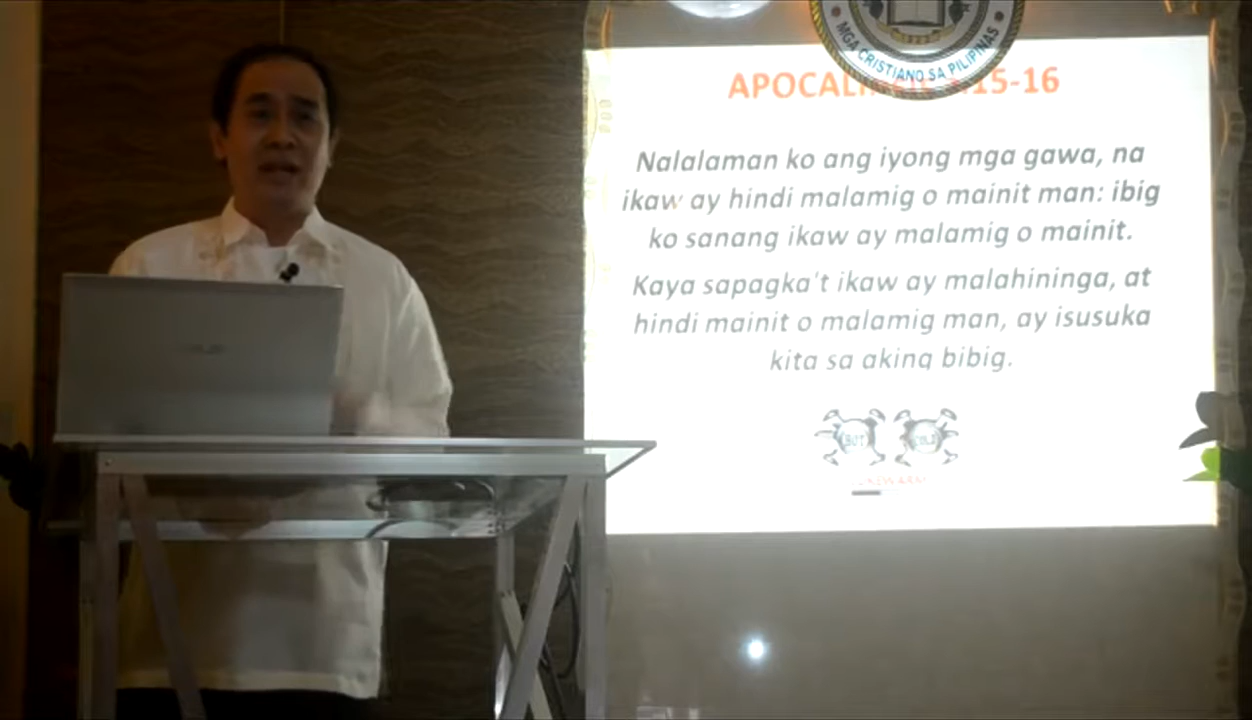 MGA CRISTIANO SA PILIPINAS
15-16
Nalalaman ko ang iyong mga gawa, na
ikaw ay hindi malamig o mainit man: ibig
ko sanang ikaw ay malamig o mainit.
Kaya sapagka't ikaw ay malahininga, at
hindi mainit o malamig man, ay isusuka
kita sa aking bibig.
HOT